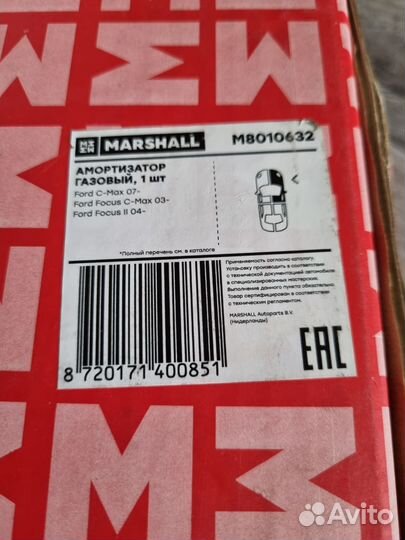 MARSHALL
M8010632
АМОРТИЗАТОР
ГАЗОВЫЙ, 1 шт
Ford C-Max 07-
Ford Focus C-Max 03-
Ford Focus II 04-
*Полный перечень см. в каталоге
Применяемость согласно каталогу.
Установку производить в соответствии
с технической документацией автомобиля
в специализированных мастерских.
Выполнение данного пункта обязательно.
Товар сертифицирован в соответствии
с техническим регламентом.
MARSHALL Autoparts B.V.
(Нидерланды)
8 720171 400851
EAC
Avito